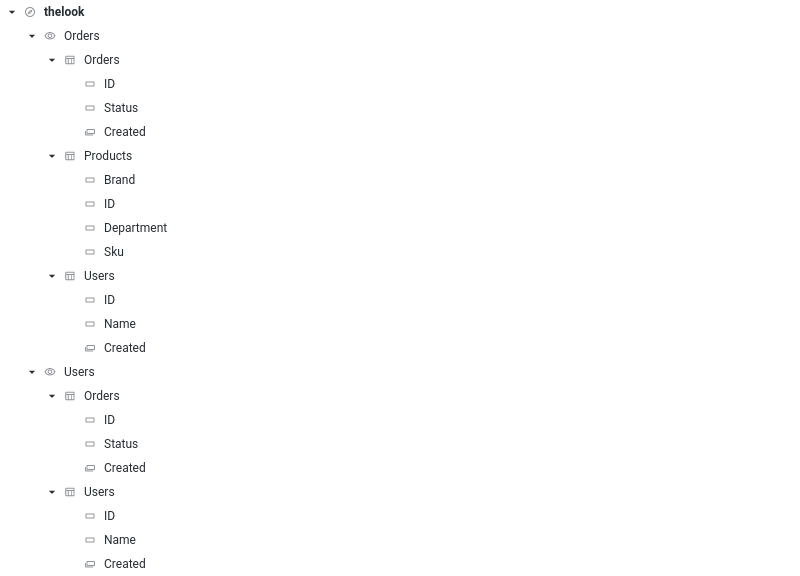 thelook
Orders
Orders
ID
Status
Created
Products
Brand
ID
Department
Sku
Users
ID
Name
Created
Users
Orders
ID
Status
Created
Users
ID
Name
Created